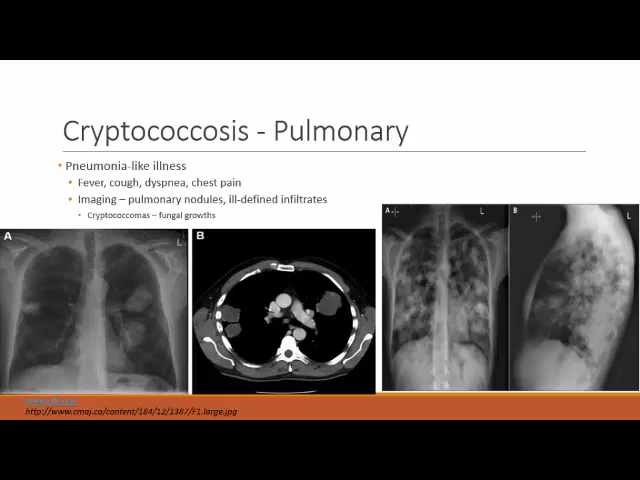 Cryptococcosis - Pulmonary
• Pneumonia-like illness
• Fever, cough, dyspnea, chest pain
• Imaging – pulmonary nodules, ill-defined infiltrates
• Cryptococcomas – fungal growths
A
L
B
A
L
B
L
http://www.cmaj.ca/content/184/12/1387/F1.large.jpg